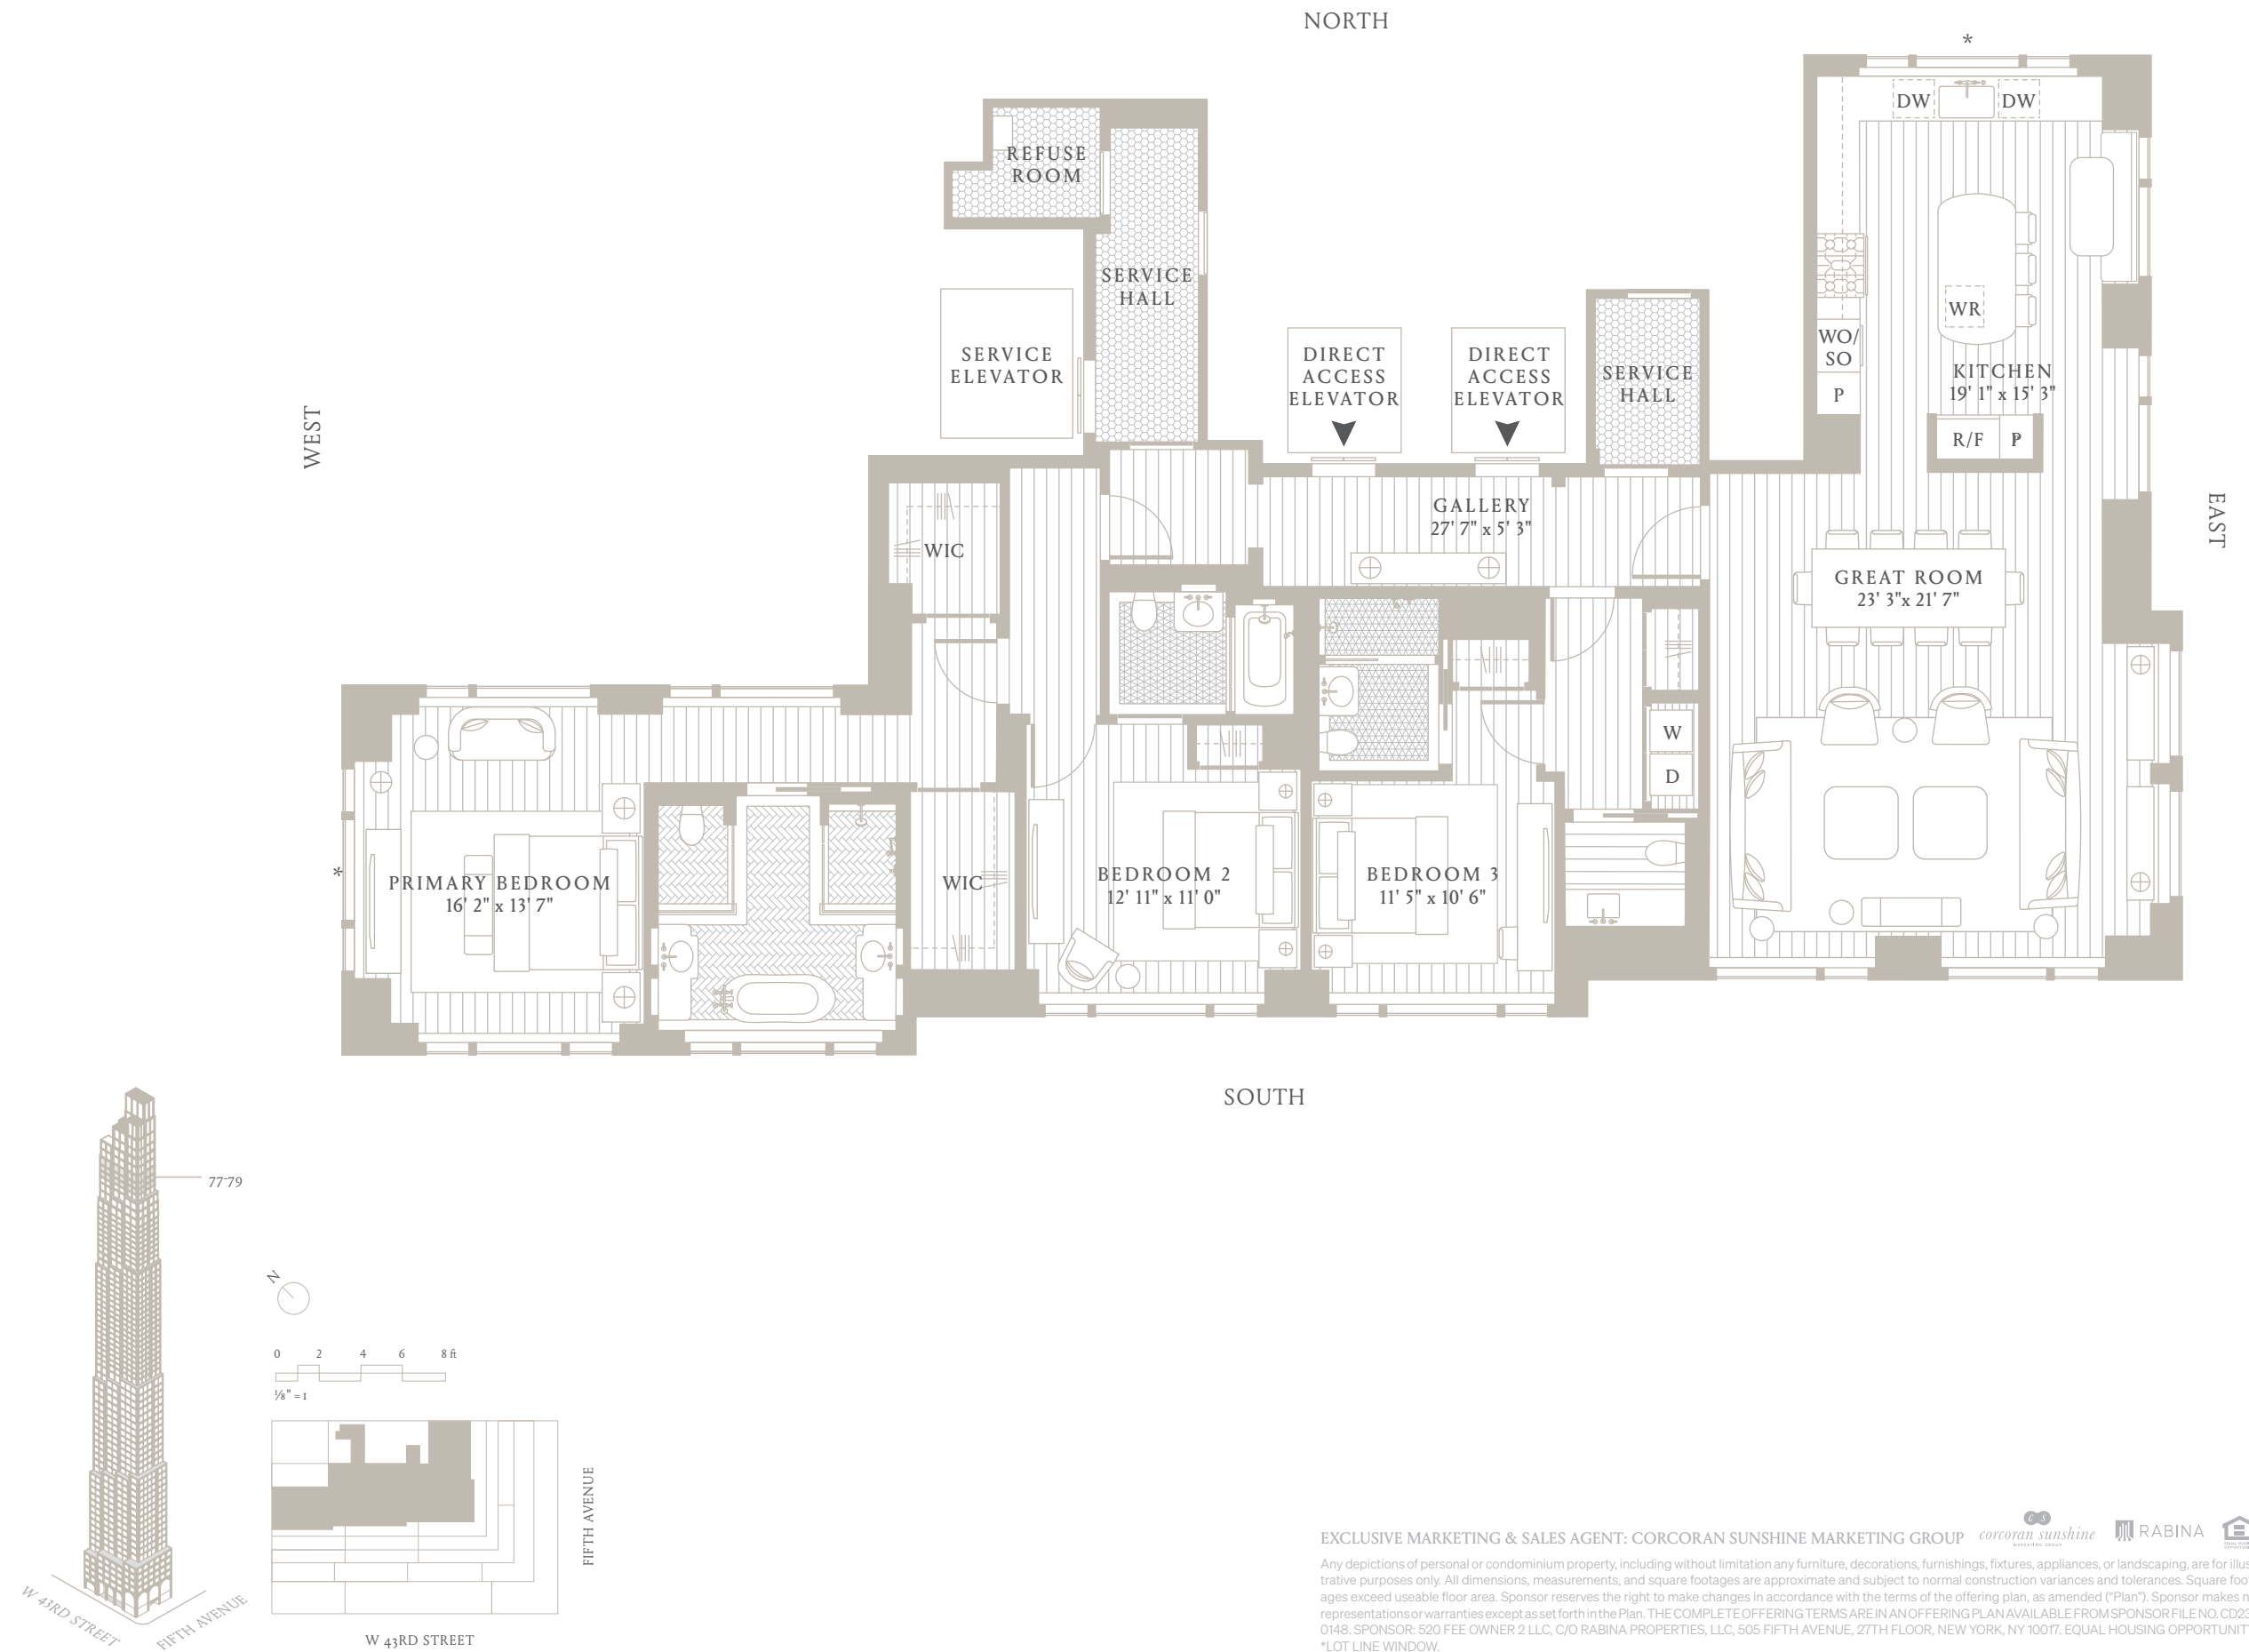 NORTH
*
DW
DW
REFUSE
ROOM
SERVICE
HALL
WR
SERVICE
ELEVATOR
DIRECT
ACCESS
ELEVATOR
DIRECT
ACCESS
ELEVATOR
SERVICE
HALL
WO/
SO
P
KITCHEN
19' 1" x 15' 3"
R/F
P
WEST
EAST
GALLERY
27' 7" x 5' 3"
WIC
GREAT ROOM
23' 3"x 21' 7"
W
D
*
PRIMARY BEDROOM
16' 2" x 13' 7"
WIC
BEDROOM 2
12' 11" x 11' 0"
BEDROOM 3
11' 5" x 10' 6"
SOUTH
77-79
N
0 2 4 6 8 ft
⅛" = 1
FIFTH AVENUE
W 43RD STREET
FIFTH AVENUE
W 43RD STREET
EXCLUSIVE MARKETING & SALES AGENT: CORCORAN SUNSHINE MARKETING GROUP
cs
corcoran sunshine
MARKETING GROUP
RABINA
Any depictions of personal or condominium property, including without limitation any furniture, decorations, furnishings, fixtures, appliances, or landscaping, are for illus
trative purposes only. All dimensions, measurements, and square footages are approximate and subject to normal construction variances and tolerances. Square foot
ages exceed useable floor area. Sponsor reserves the right to make changes in accordance with the terms of the offering plan, as amended (“Plan”). Sponsor makes n
representations or warranties except as set forth in the Plan. THE COMPLETE OFFERING TERMS ARE IN AN OFFERING PLAN AVAILABLE FROM SPONSOR FILE NO. CD23
0148. SPONSOR: 520 FEE OWNER 2 LLC, C/O RABINA PROPERTIES, LLC, 505 FIFTH AVENUE, 27TH FLOOR, NEW YORK, NY 10017. EQUAL HOUSING OPPORTUNIT
*LOT LINE WINDOW.